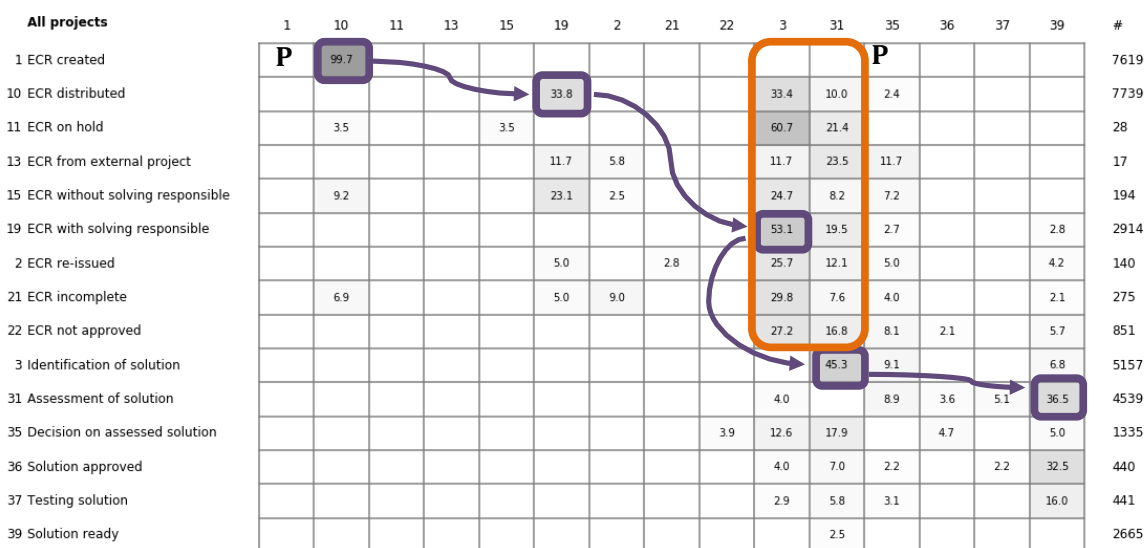 All projects 1 10 11 13 15 19 2 21 22 3 31 35 36 37 39 #
1 ECR created P 99.7 P 7619
10 ECR distributed 33.8 33.4 10.0 2.4 7739
11 ECR on hold 3.5 3.5 60.7 21.4 28
13 ECR from external project 11.7 5.8 11.7 23.5 11.7 17
15 ECR without solving responsible 9.2 23.1 2.5 24.7 8.2 7.2 194
19 ECR with solving responsible 53.1 19.5 2.7 2.8 2914
2 ECR re-issued 5.0 2.8 25.7 12.1 5.0 4.2 140
21 ECR incomplete 6.9 5.0 9.0 29.8 7.6 4.0 2.1 275
22 ECR not approved 27.2 16.8 8.1 2.1 5.7 851
3 Identification of solution 45.3 9.1 6.8 5157
31 Assessment of solution 4.0 8.9 3.6 5.1 36.5 4539
35 Decision on assessed solution 3.9 12.6 17.9 4.7 5.0 1335
36 Solution approved 4.0 7.0 2.2 2.2 32.5 440
37 Testing solution 2.9 5.8 3.1 16.0 441
39 Solution ready 2.5 2665